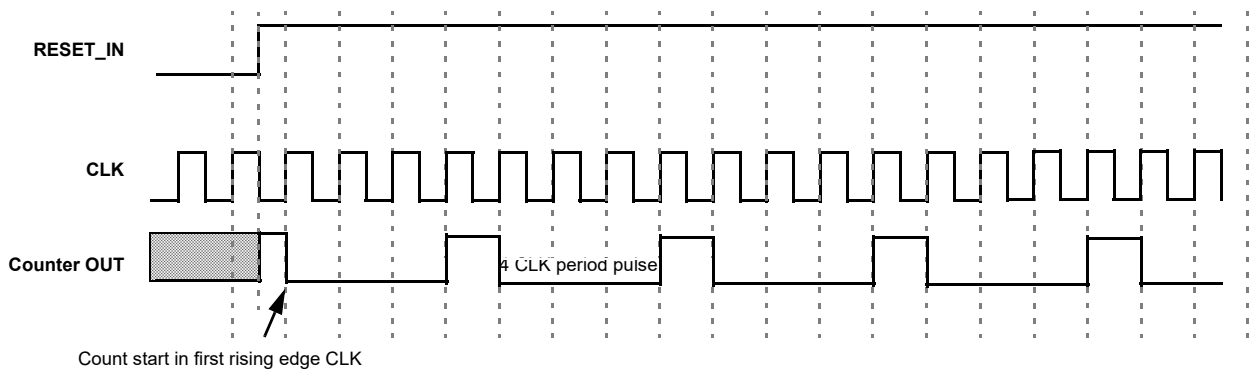 RESET_IN
CLK
Counter OUT
4 CLK period pulse
Count start in first rising edge CLK